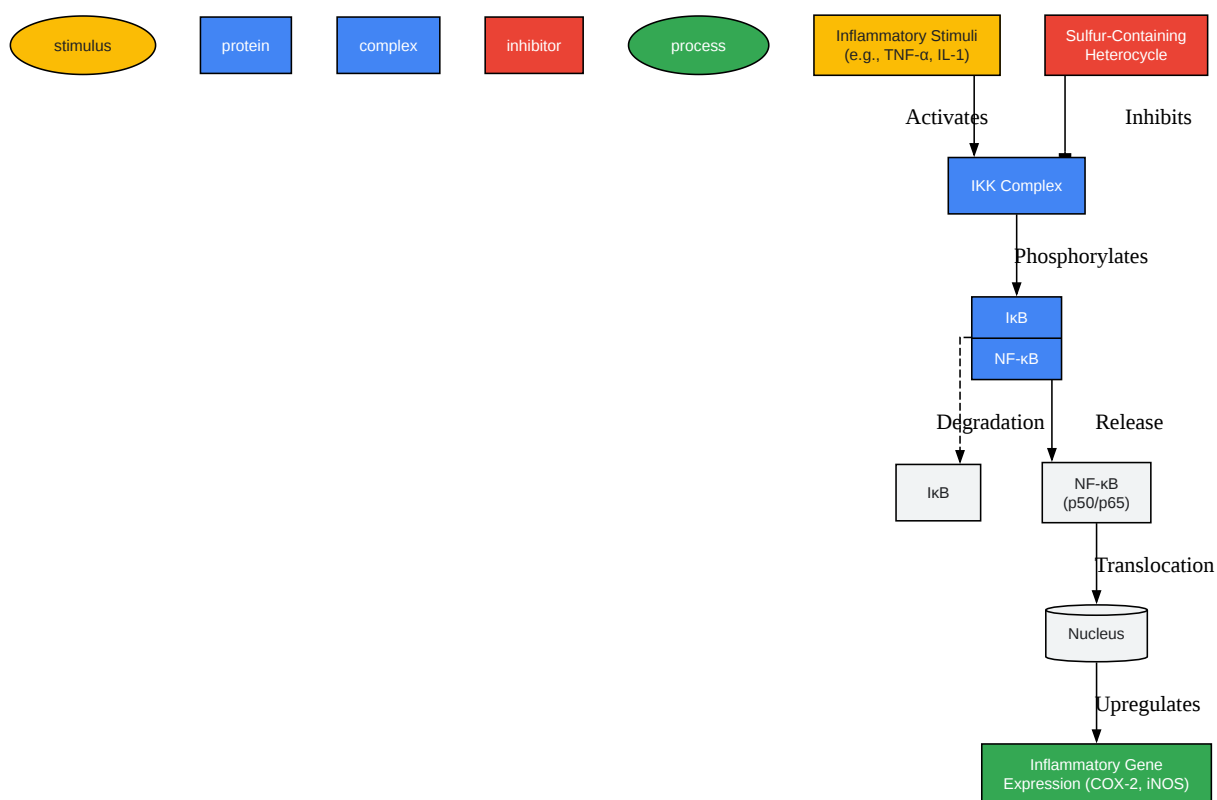 stimulus
protein
complex
inhibitor
process
Inflammatory Stimuli
(e.g., TNF-α, IL-1)
Sulfur-Containing
Heterocycle
Activates
Inhibits
IKK Complex
Phosphorylates
IκB
NF-κB
Degradation
Release
IκB
NF-κB
(p50/p65)
Translocation
Nucleus
Upregulates
Inflammatory Gene
Expression (COX-2, iNOS)